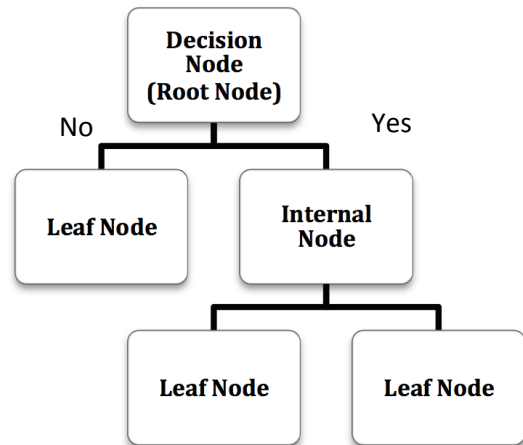 Decision
Node
(Root Node)
No
Yes
Leaf Node
Internal
Node
Leaf Node
Leaf Node